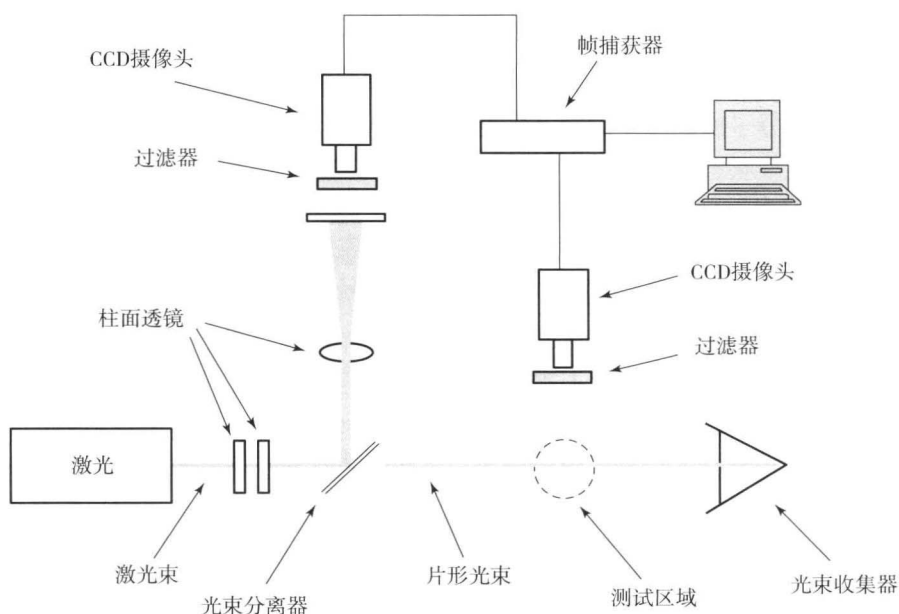 帧捕获器
CCD摄像头
过滤器
CCD摄像头
柱面透镜
过滤器
激光
激光束
光束分离器
片形光束
测试区域
光束收集器